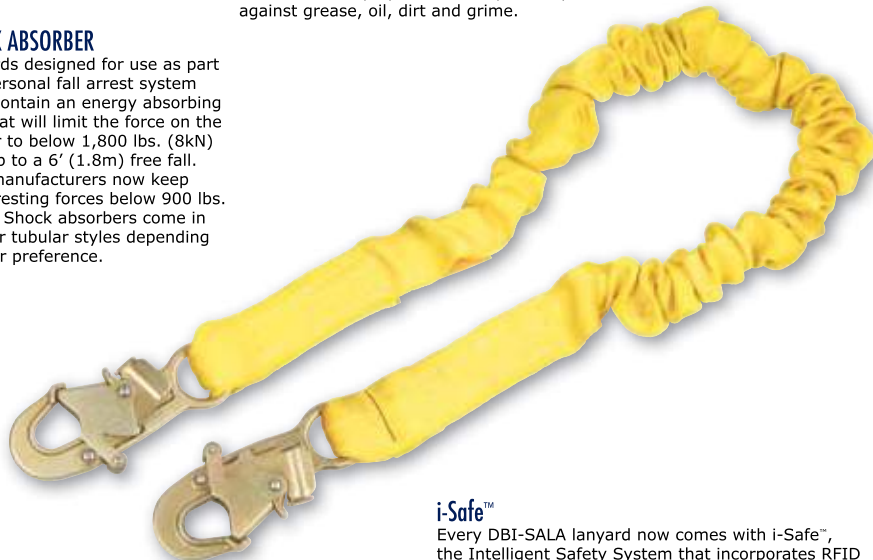 against grease, oil, dirt and grime.
ABSORBER
ds designed for use as part
ersonal fall arrest system
ontain an energy absorbing
at will limit the force on the
r to below 1,800 lbs. (8kN)
p to a 6’ (1.8m) free fall.
manufacturers now keep
resting forces below 900 lbs.
Shock absorbers come in
r tubular styles depending
r preference.
i-Safe™
Every DBI-SALA lanyard now comes with i-Safe™,
the Intelligent Safety System that incorporates RFID